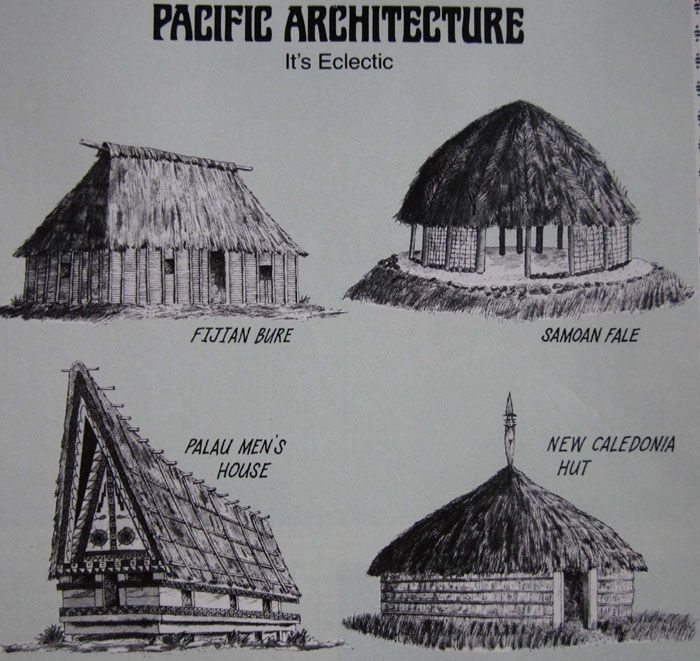 PACIFIC ARCHITECTURE
It's Eclectic
FIJIAN BURE
SAMOAN FALE
PALAU MEN'S
HOUSE
NEW CALEDONIA
HUT